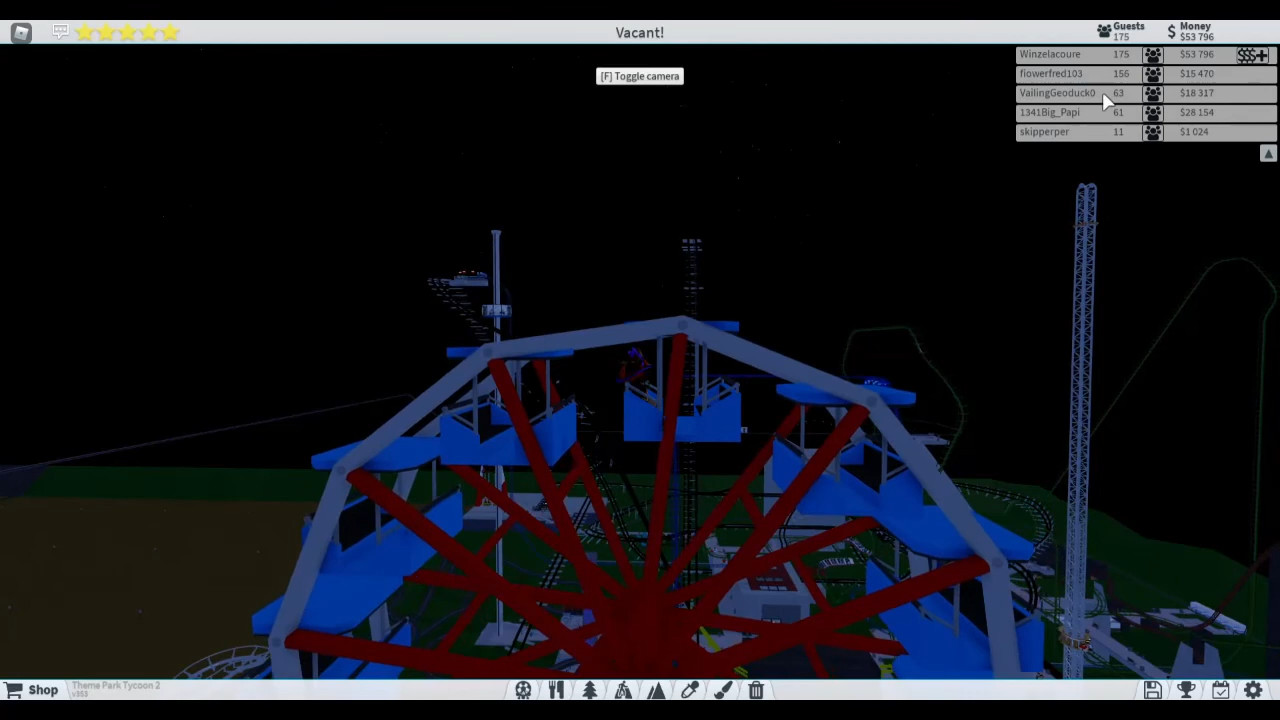 Vacant!
Guests
175
Money
$53 796
[F] Toggle camera
Winzelacoure 175 $53 796 $$$+
flowerfred103 156 $15 470
VailingGeoduck0 63 $18 317
1341Big_Papi 61 $28 154
skipperper 11 $1 024
Shop
Theme Park Tycoon 2
v353